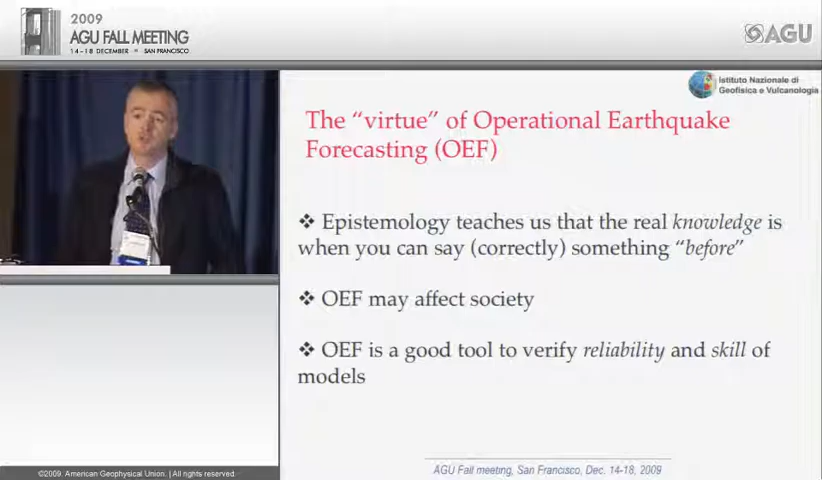 2009
AGU FALL MEETING
14 - 18 DECEMBER • SAN FRANCISCO
AGU
Istituto Nazionale di
Geofisica e Vulcanologia
The “virtue” of Operational Earthquake
Forecasting (OEF)
❖ Epistemology teaches us that the real knowledge is
when you can say (correctly) something “before”
❖ OEF may affect society
❖ OEF is a good tool to verify reliability and skill of
models
AGU Fall meeting, San Francisco, Dec. 14-18, 2009
©2009. American Geophysical Union. | All rights reserved.